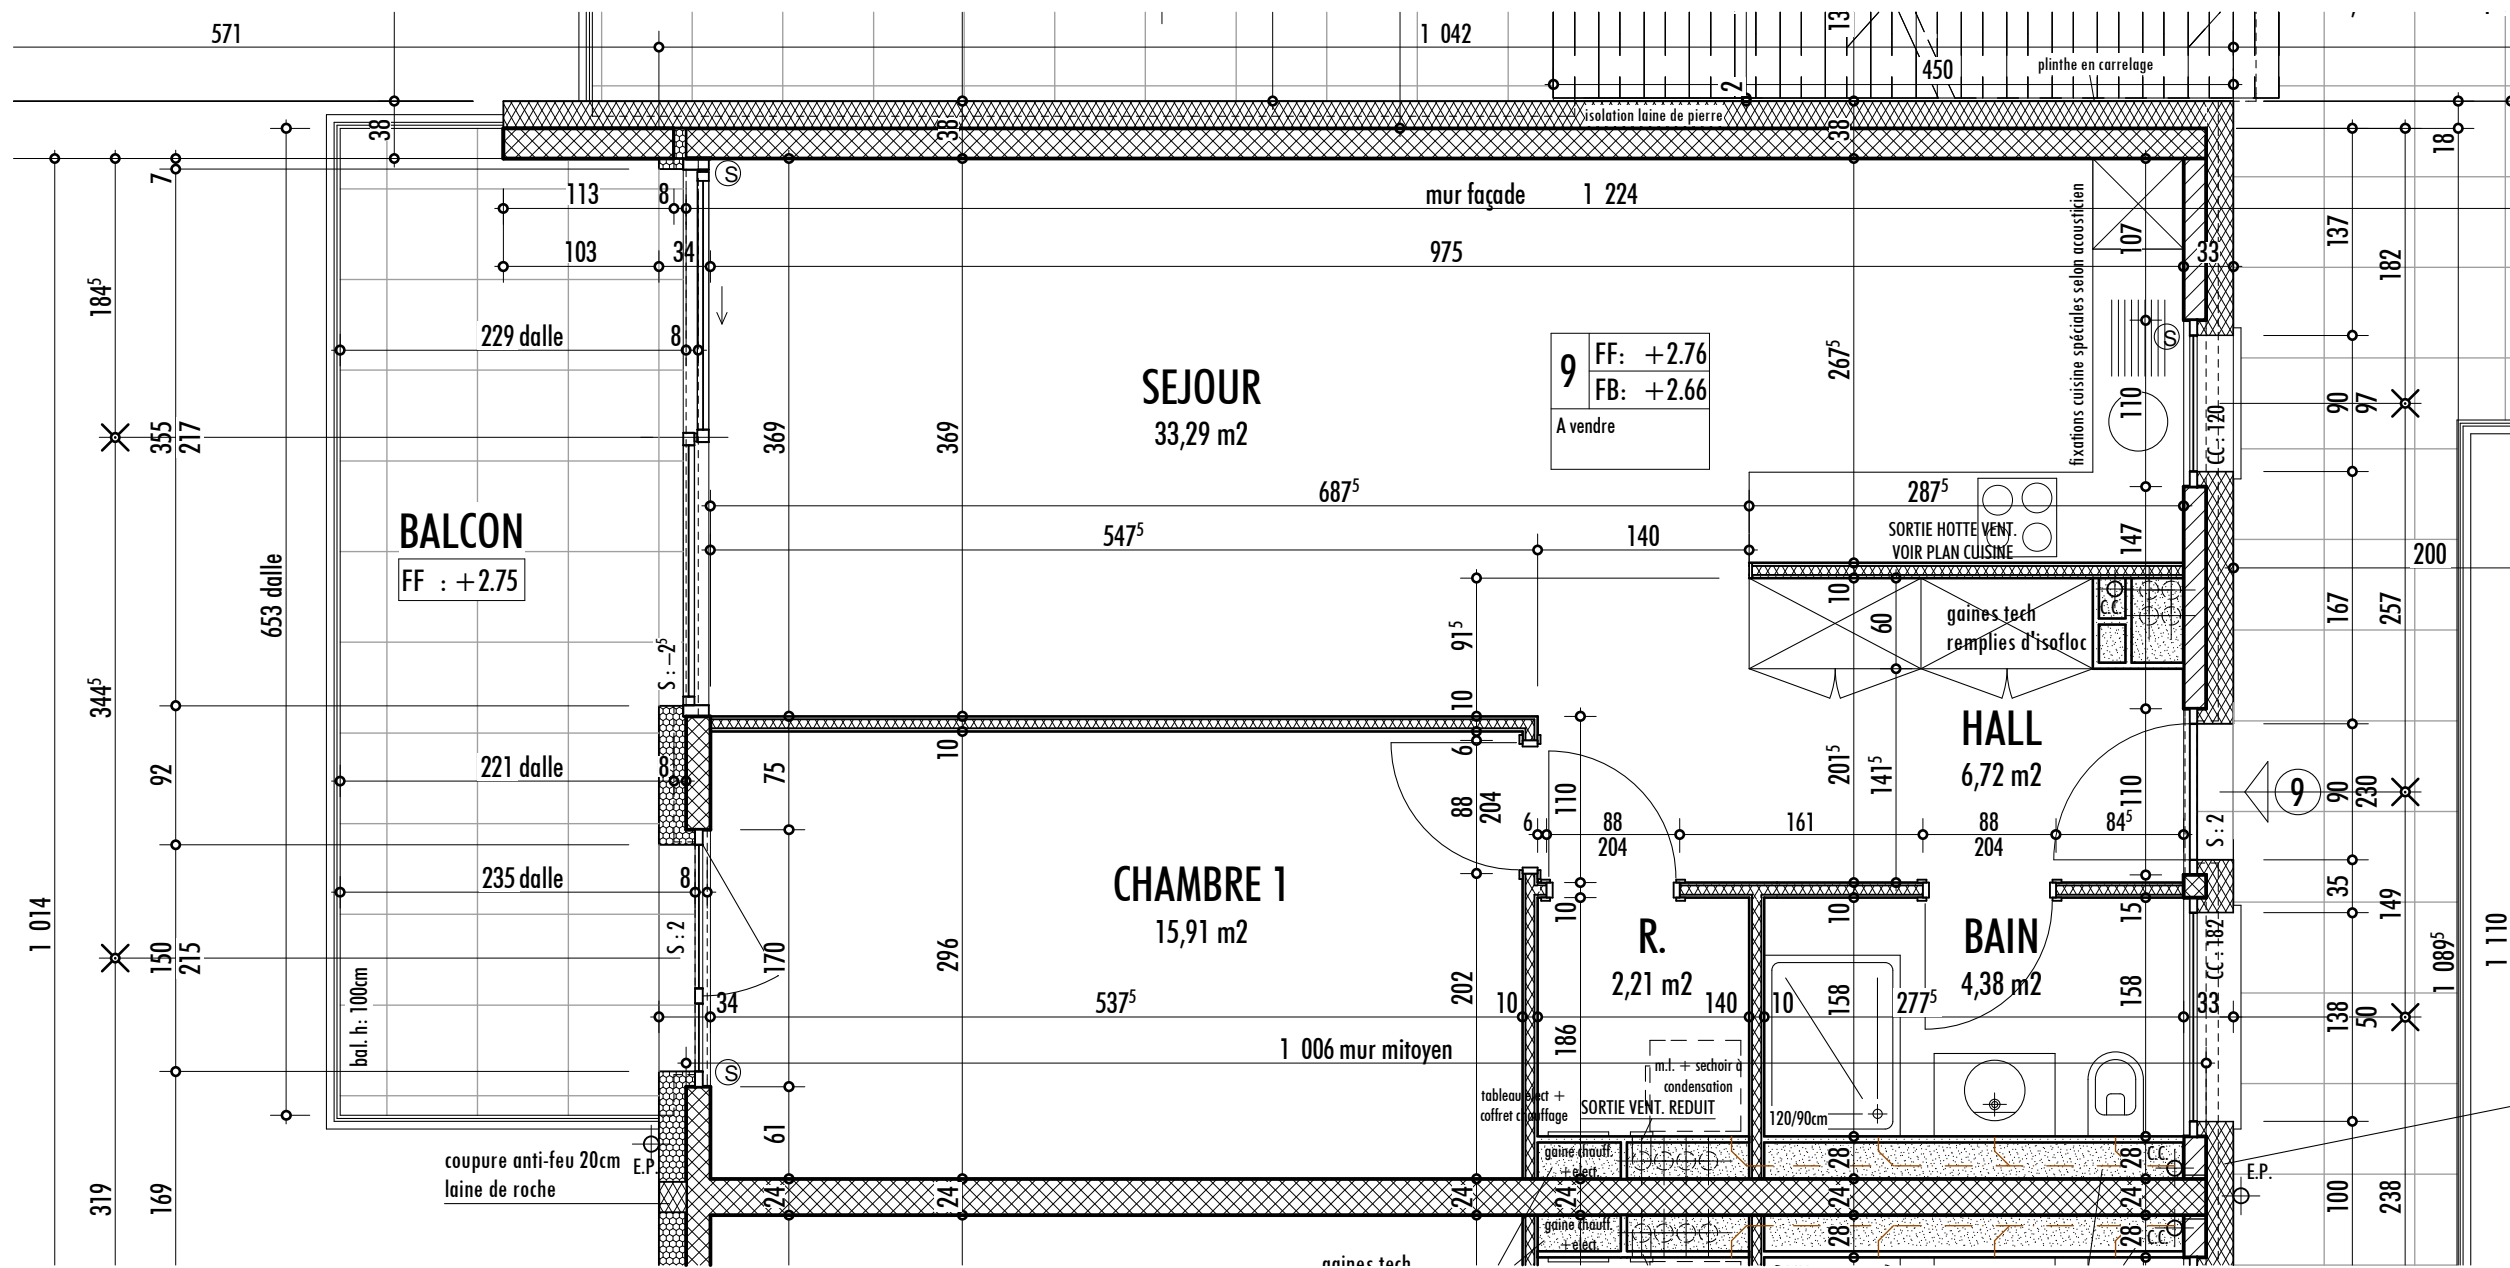 571
1 042
13
450
plinthe en carrelage
2
isolation laine de pierre
38
38
38
18
7
113
8
mur façade 1 224
103
34
975
33
107
137
182
184⁵
229 dalle
8
fixations cuisine spéciales selon acousticien
S
S
SEJOUR
33,29 m2
9
FF: +2.76
FB: +2.66
A vendre
267⁵
110
CC: 120
90
97
355
217
369
369
687⁵
287⁵
BALCON
FF : +2.75
547⁵
140
SORTIE HOTTE VENT.
VOIR PLAN CUISINE
147
200
653 dalle
91⁵
10
60
gaines tech
remplies d'isofloc
C.C.
167
257
S : –2⁵
344⁵
10
10
6
HALL
6,72 m2
201⁵
141⁵
110
9
90
230
92
221 dalle
8
75
88
204
110
6
88
204
161
88
204
84⁵
S : 2
235 dalle
8
CHAMBRE 1
15,91 m2
10
10
15
35
149
1 014
150
215
S : 2
170
296
202
R.
2,21 m2
BAIN
4,38 m2
CC : 182
158
158
1 089⁵
1 110
bal. h: 100cm
34
537⁵
10
140
10
277⁵
33
138
50
1 006 mur mitoyen
186
S
m.l. + sechoir à
condensation
tableau elect +
coffret chauffage
SORTIE VENT. REDUIT
120/90cm
61
coupure anti-feu 20cm
laine de roche
E.P.
gaine chauff.
+elect.
28
28
C.C.
E.P.
319
169
24
24
24
24
24
24
100
238
gaine chauff.
+elect.
28
28
C.C.
gaines tech